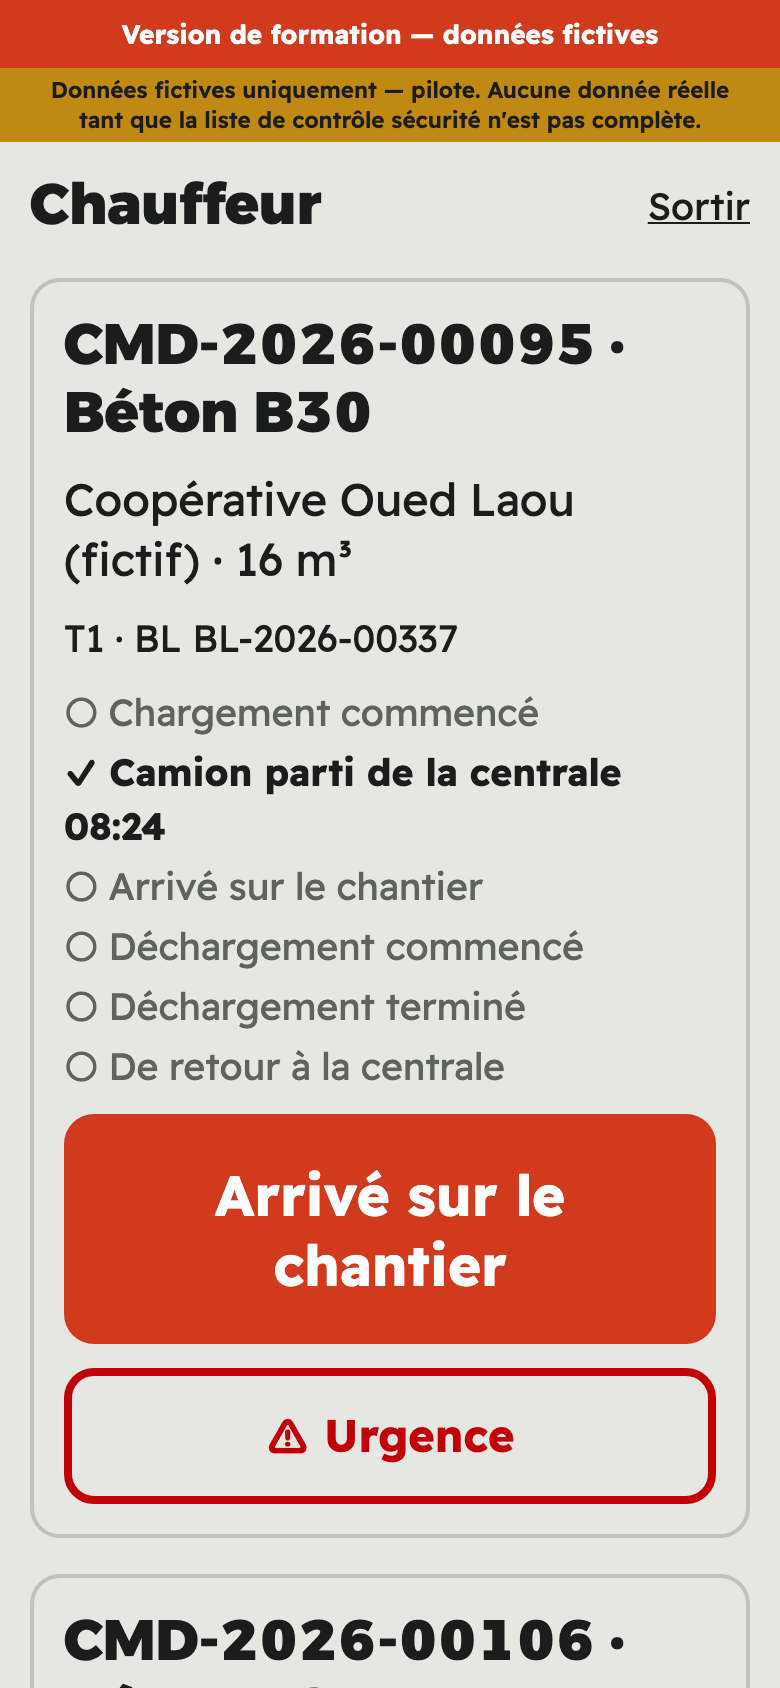 Version de formation — données fictives
Données fictives uniquement — pilote. Aucune donnée réelle
tant que la liste de contrôle sécurité n'est pas complète.
Chauffeur
Sortir
CMD-2026-00095 ·
Béton B30
Coopérative Oued Laou
(fictif) · 16 m³
T1 · BL BL-2026-00337
○ Chargement commencé
✓ Camion parti de la centrale
08:24
○ Arrivé sur le chantier
○ Déchargement commencé
○ Déchargement terminé
○ De retour à la centrale
Arrivé sur le
chantier
⚠ Urgence
CMD-2026-00106 ·